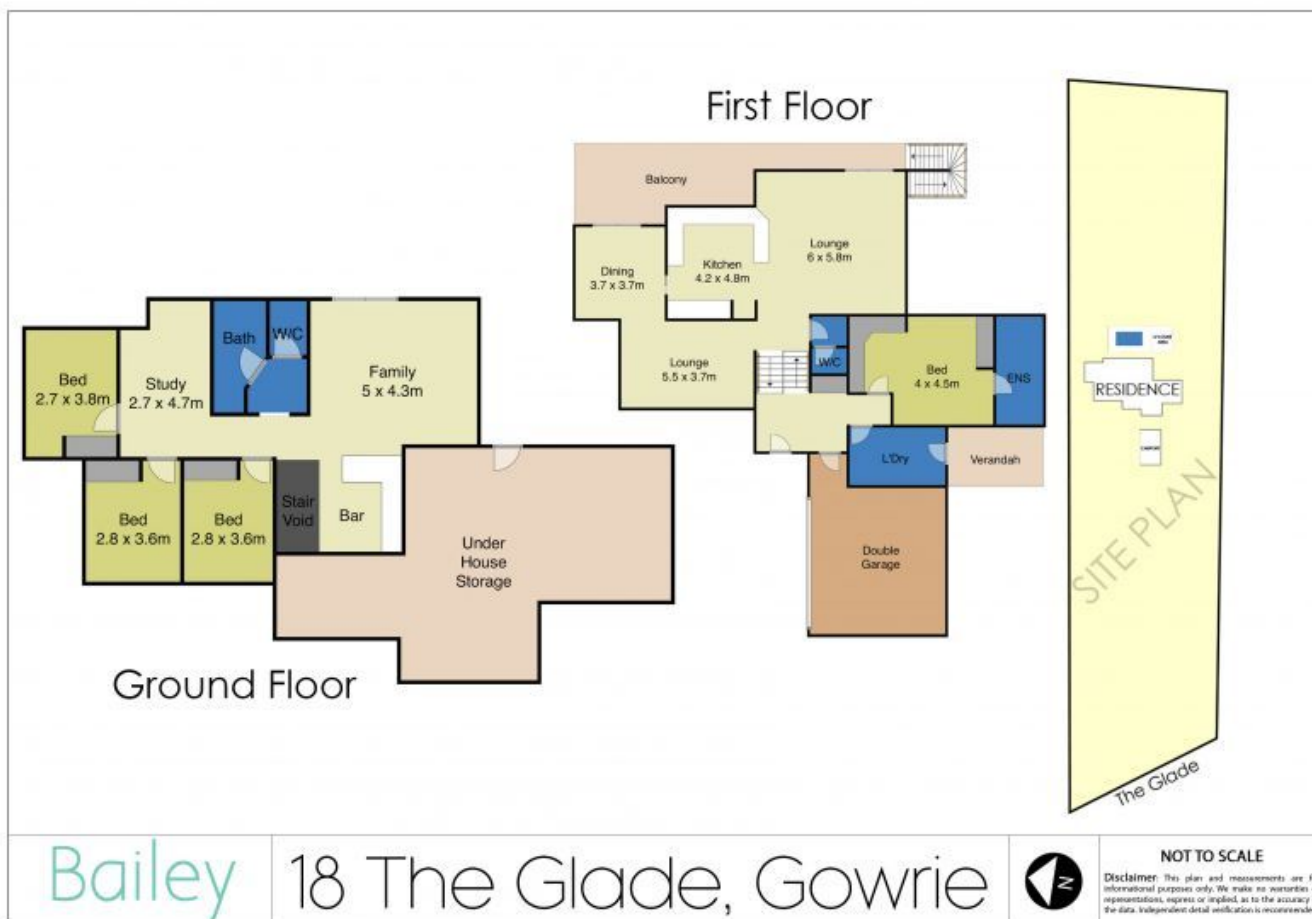 First Floor
Balcony
Lounge
6 x 5.8m
Dining
3.7 x 3.7m
Kitchen
4.2 x 4.8m
Lounge
5.5 x 3.7m
W/C
Bed
4 x 4.5m
ENS
L'Dry
Verandah
Double
Garage
Bath
W/C
Family
5 x 4.3m
Bed
2.7 x 3.8m
Study
2.7 x 4.7m
Bed
2.8 x 3.6m
Bed
2.8 x 3.6m
Stair
Void
Bar
Under
House
Storage
Ground Floor
AREA
RESIDENCE
SITE PLAN
The Glade
Bailey
18 The Glade, Gowrie
N
NOT TO SCALE
Disclaimer: This plan and measurements are
informational purposes only. We make no warranties
representations, express or implied, as to the accuracy
the data. Independent detail verification is recommende